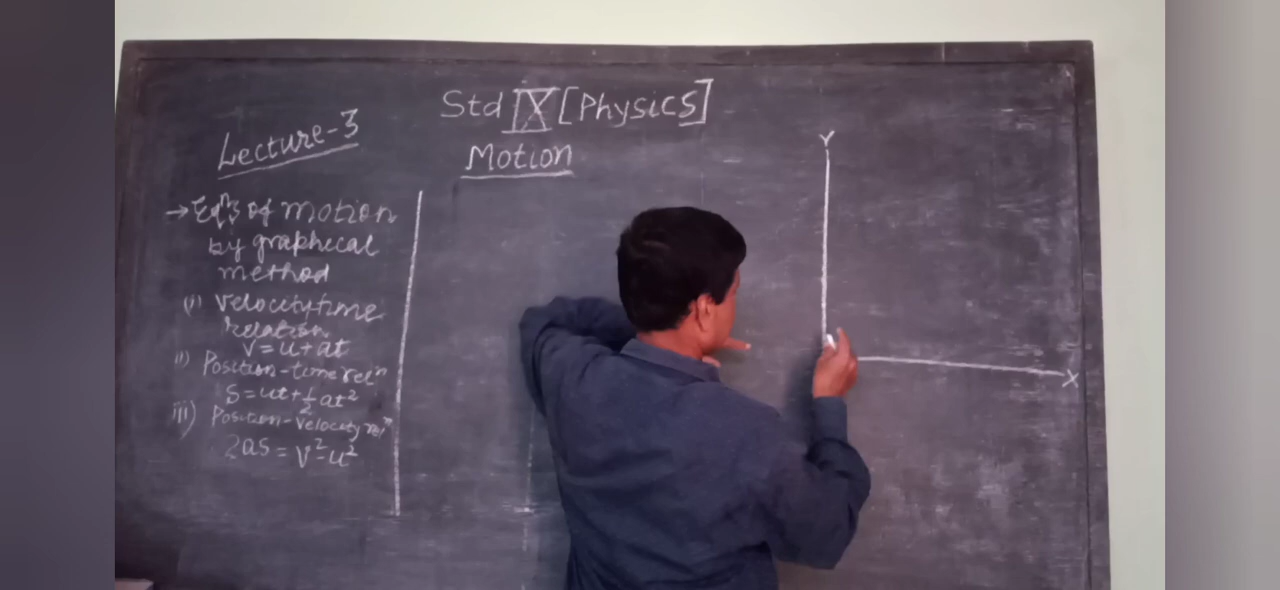 Std IX [Physics]
Lecture-3
Motion
→ Eqⁿs of motion
by graphical
method
(i) Velocity time
relation
V = u + at
ii) Position-time relⁿ
S = ut + ½ at²
iii) Position-Velocity relⁿ
2as = V² - u²
Y
X